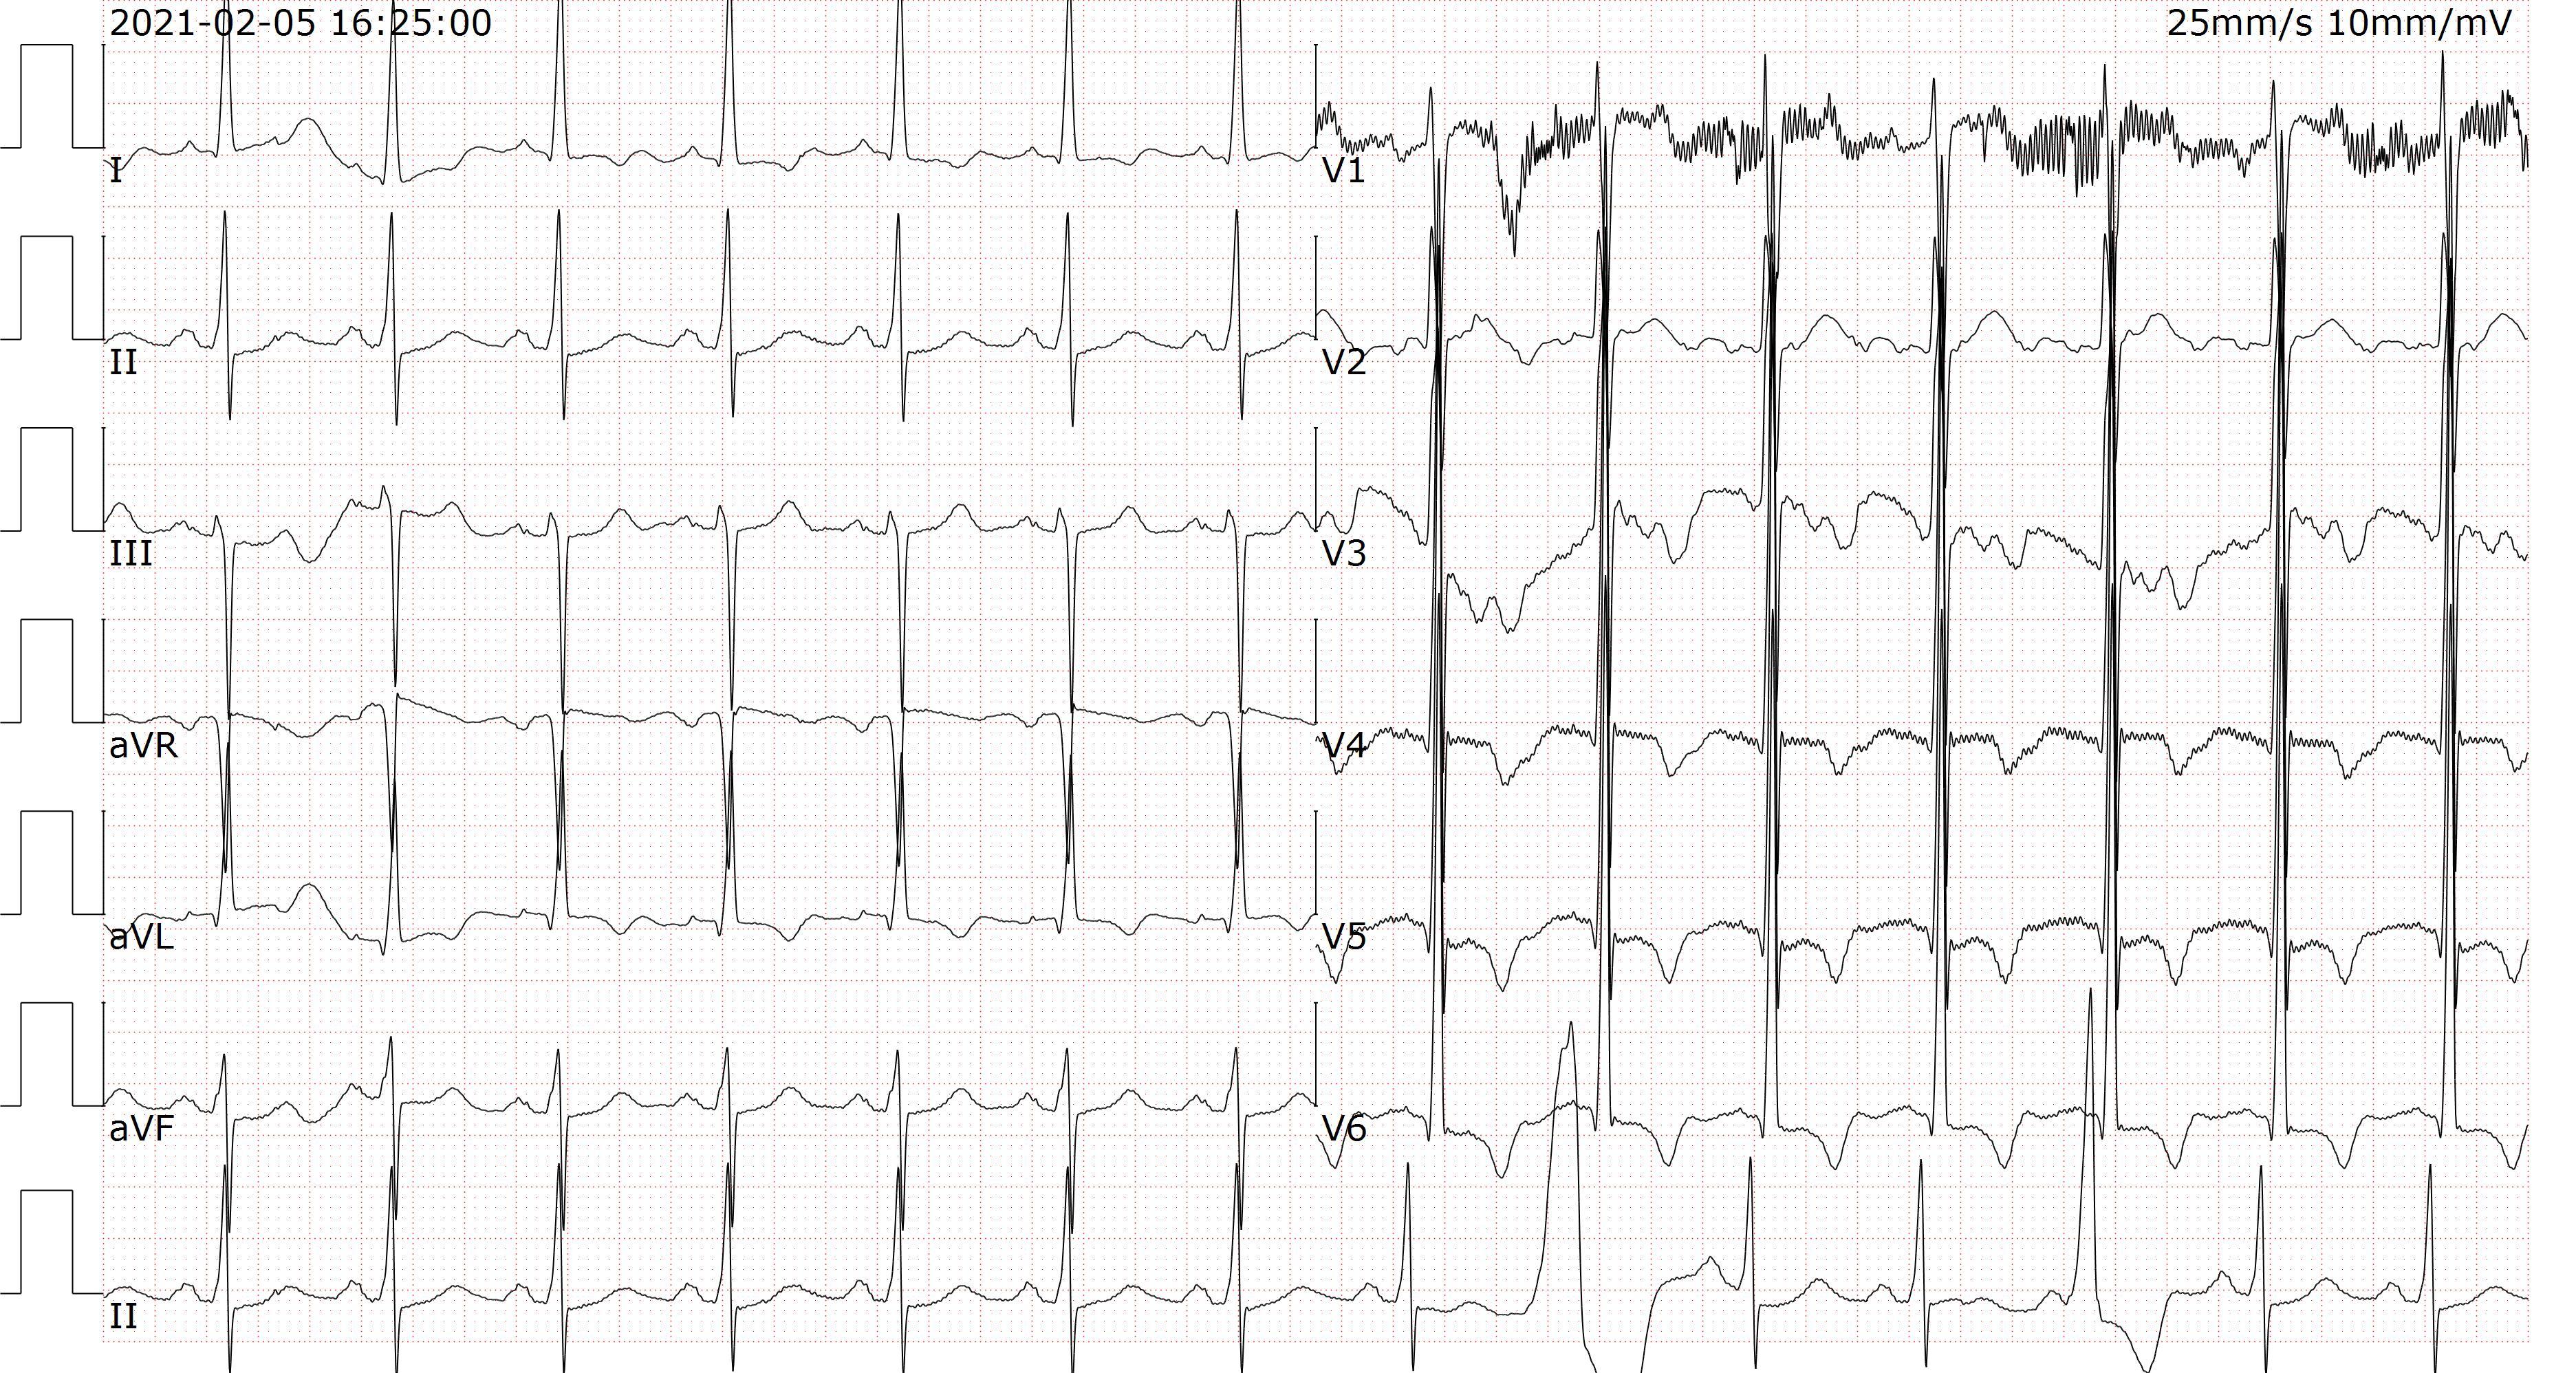 2021-02-05 16:25:00 25mm/s 10mm/mV
I V1
II V2
III V3
aVR V4
aVL V5
aVF V6
II